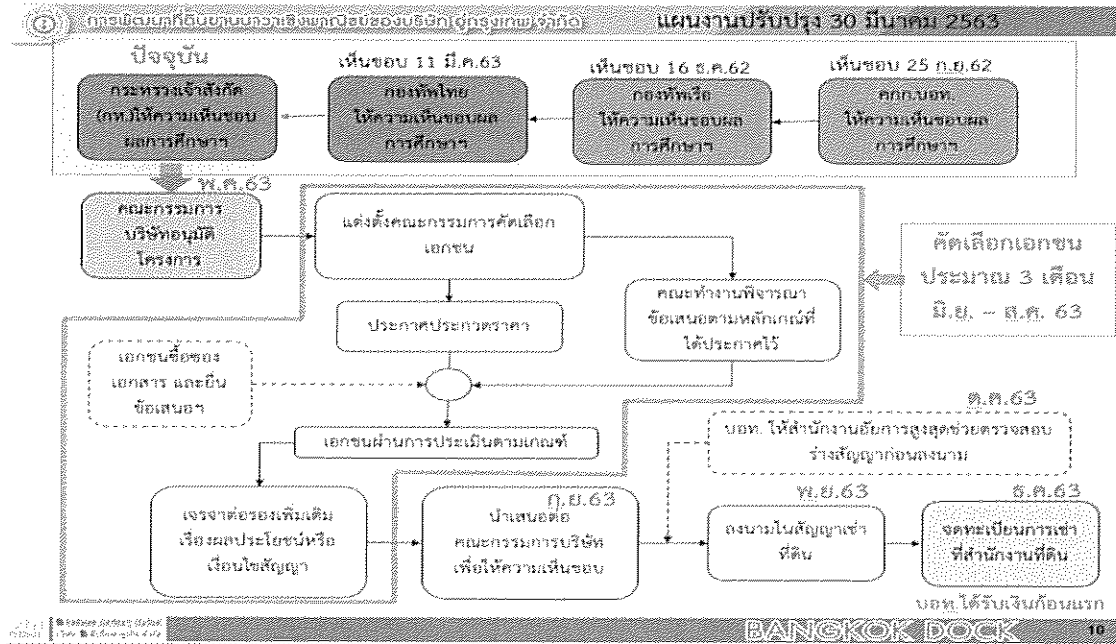 การพัฒนาที่ดินย่านบาวาเชิงพาณิชย์ของบริษัทอู่กรุงเทพจำกัด
แผนงานปรับปรุง 30 มีนาคม 2563
ปัจจุบัน
กระทรวงเจ้าสังกัด
(กห.)ให้ความเห็นชอบ
ผลการศึกษาฯ
เห็นชอบ 11 มี.ค.63
กองทัพไทย
ให้ความเห็นชอบผล
การศึกษาฯ
เห็นชอบ 16 ธ.ค.62
กองทัพเรือ
ให้ความเห็นชอบผล
การศึกษาฯ
เห็นชอบ 25 ก.ย.62
คกก.บอท.
ให้ความเห็นชอบผล
การศึกษาฯ
พ.ค.63
คณะกรรมการ
บริษัทอนุมัติ
โครงการ
แต่งตั้งคณะกรรมการคัดเลือก
เอกชน
คัดเลือกเอกชน
ประมาณ 3 เดือน
มิ.ย. – ส.ค. 63
คณะทำงานพิจารณา
ข้อเสนอตามหลักเกณฑ์ที่
ได้ประกาศไว้
ประกาศประกวดราคา
เอกชนซื้อซอง
เอกสาร และยื่น
ข้อเสนอฯ
เอกชนผ่านการประเมินตามเกณฑ์
ต.ค.63
บอท. ให้สำนักงานอัยการสูงสุดช่วยตรวจสอบ
ร่างสัญญาก่อนลงนาม
เจรจาต่อรองเพิ่มเติม
เรื่องผลประโยชน์หรือ
เงื่อนไขสัญญา
ก.ย.63
นำเสนอต่อ
คณะกรรมการบริษัท
เพื่อให้ความเห็นชอบ
พ.ย.63
ลงนามในสัญญาเช่า
ที่ดิน
ธ.ค.63
จดทะเบียนการเช่า
ที่สำนักงานที่ดิน
บอท.ได้รับเงินก้อนแรก
BANGKOK DOCK
10